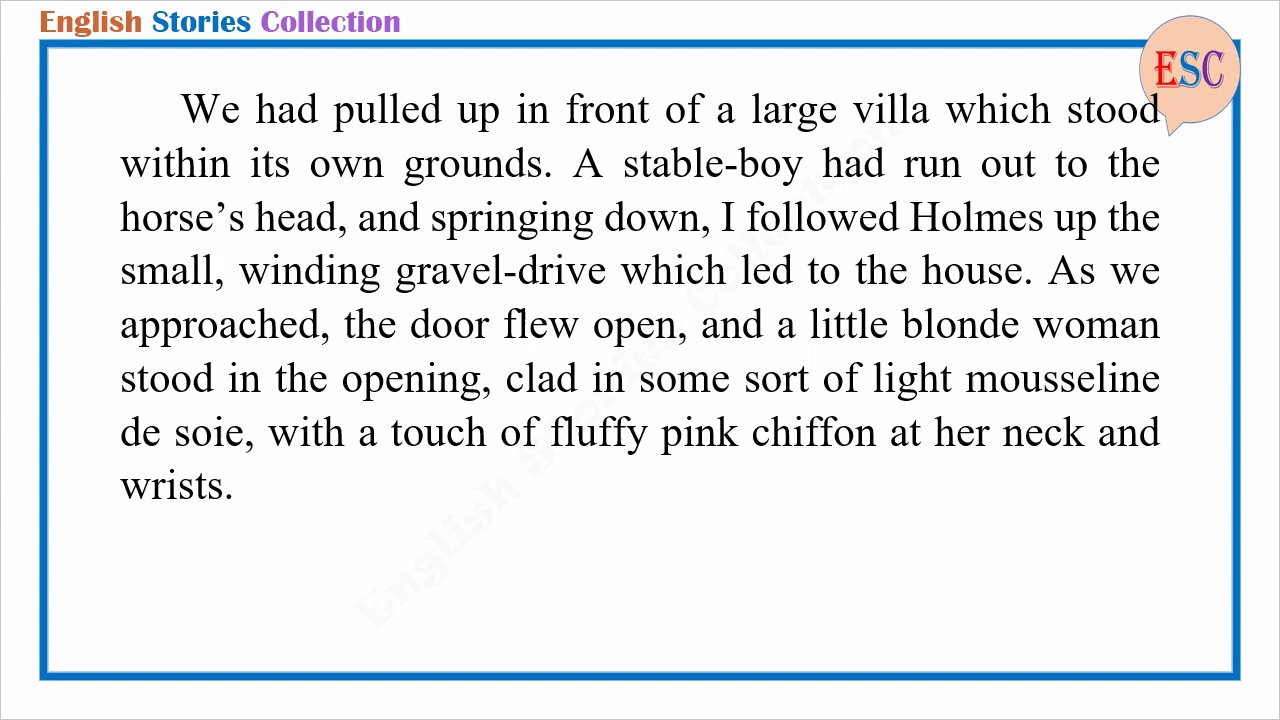 English Stories Collection
ESC
We had pulled up in front of a large villa which stood
within its own grounds. A stable-boy had run out to the
horse’s head, and springing down, I followed Holmes up the
small, winding gravel-drive which led to the house. As we
approached, the door flew open, and a little blonde woman
stood in the opening, clad in some sort of light mousseline
de soie, with a touch of fluffy pink chiffon at her neck and
wrists.
English Stories Collection